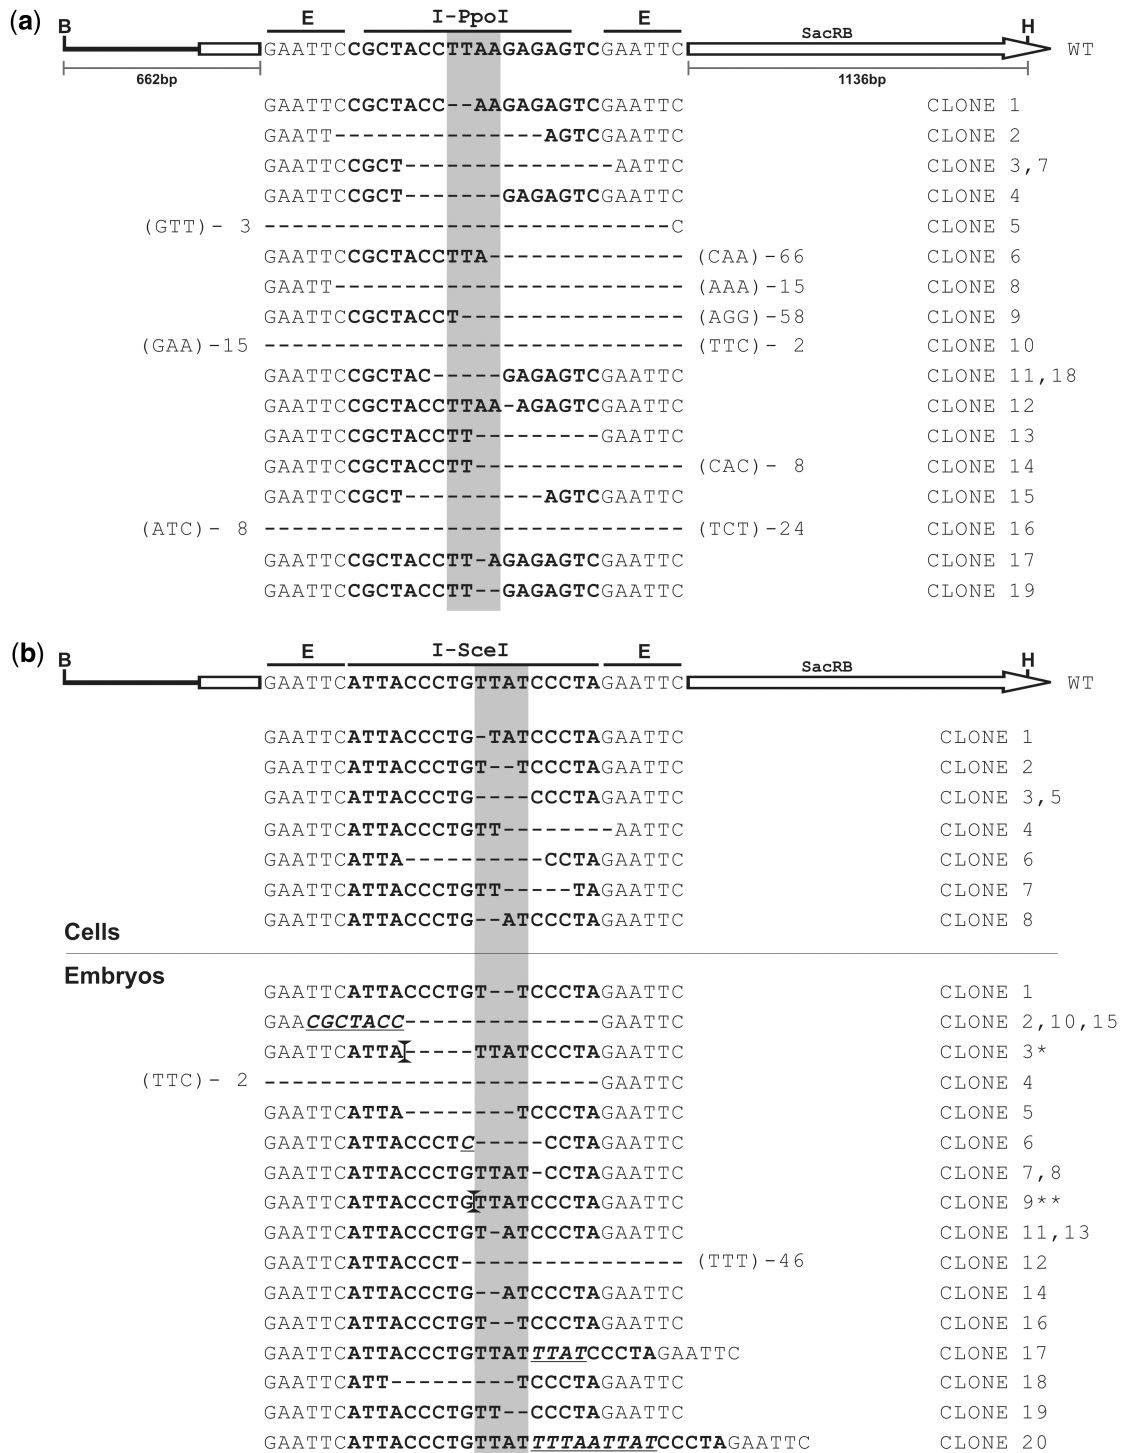 (a)
E I-PpoI E
B SacRB H
GAATTCCGCTACCTTAAGAGAGTCGAATTC WT
662bp 1136bp
GAATTCCGCTACC--AAGAGAGTCGAATTC CLONE 1
GAATT---------------AGTCGAATTC CLONE 2
GAATTCCGCT---------------AATTC CLONE 3,7
GAATTCCGCT-------GAGAGTCGAATTC CLONE 4
(GTT)- 3 -----------------------------C CLONE 5
GAATTCCGCTACCTTA-------------- (CAA)-66 CLONE 6
GAATT------------------------- (AAA)-15 CLONE 8
GAATTCCGCTACCT---------------- (AGG)-58 CLONE 9
(GAA)-15 ------------------------------ (TTC)- 2 CLONE 10
GAATTCCGCTAC-----GAGAGTCGAATTC CLONE 11,18
GAATTCCGCTACCTTAA-AGAGTCGAATTC CLONE 12
GAATTCCGCTACCTT---------GAATTC CLONE 13
GAATTCCGCTACCTT--------------- (CAC)- 8 CLONE 14
GAATTCCGCT----------AGTCGAATTC CLONE 15
(ATC)- 8 ------------------------------ (TCT)-24 CLONE 16
GAATTCCGCTACCTT-AGAGAGTCGAATTC CLONE 17
GAATTCCGCTACCTT--GAGAGTCGAATTC CLONE 19
(b)
E I-SceI E
B SacRB H
GAATTCATTACCCTGTTATCCCTAGAATTC WT
GAATTCATTACCCTG-TATCCCTAGAATTC CLONE 1
GAATTCATTACCCTGT--TCCCTAGAATTC CLONE 2
GAATTCATTACCCTG----CCCTAGAATTC CLONE 3,5
GAATTCATTACCCTGTT--------AATTC CLONE 4
GAATTCATTA----------CCTAGAATTC CLONE 6
GAATTCATTACCCTGTT-----TAGAATTC CLONE 7
GAATTCATTACCCTG--ATCCCTAGAATTC CLONE 8
Cells
Embryos
GAATTCATTACCCTGT--TCCCTAGAATTC CLONE 1
GAACGCTACC--------------GAATTC CLONE 2,10,15
GAATTCATTA-----TTATCCCTAGAATTC CLONE 3*
(TTC)- 2 ------------------------GAATTC CLONE 4
GAATTCATTA--------TCCCTAGAATTC CLONE 5
GAATTCATTACCCTC-----CCTAGAATTC CLONE 6
GAATTCATTACCCTGTTAT-CCTAGAATTC CLONE 7,8
GAATTCATTACCCTGTTATCCCTAGAATTC CLONE 9**
GAATTCATTACCCTGT-ATCCCTAGAATTC CLONE 11,13
GAATTCATTACCCT---------------- (TTT)-46 CLONE 12
GAATTCATTACCCTG--ATCCCTAGAATTC CLONE 14
GAATTCATTACCCTGT--TCCCTAGAATTC CLONE 16
GAATTCATTACCCTGTTATTTATCCCTAGAATTC CLONE 17
GAATTCATT---------TCCCTAGAATTC CLONE 18
GAATTCATTACCCTGTT--CCCTAGAATTC CLONE 19
GAATTCATTACCCTGTTATTTTAATTATCCCTAGAATTC CLONE 20